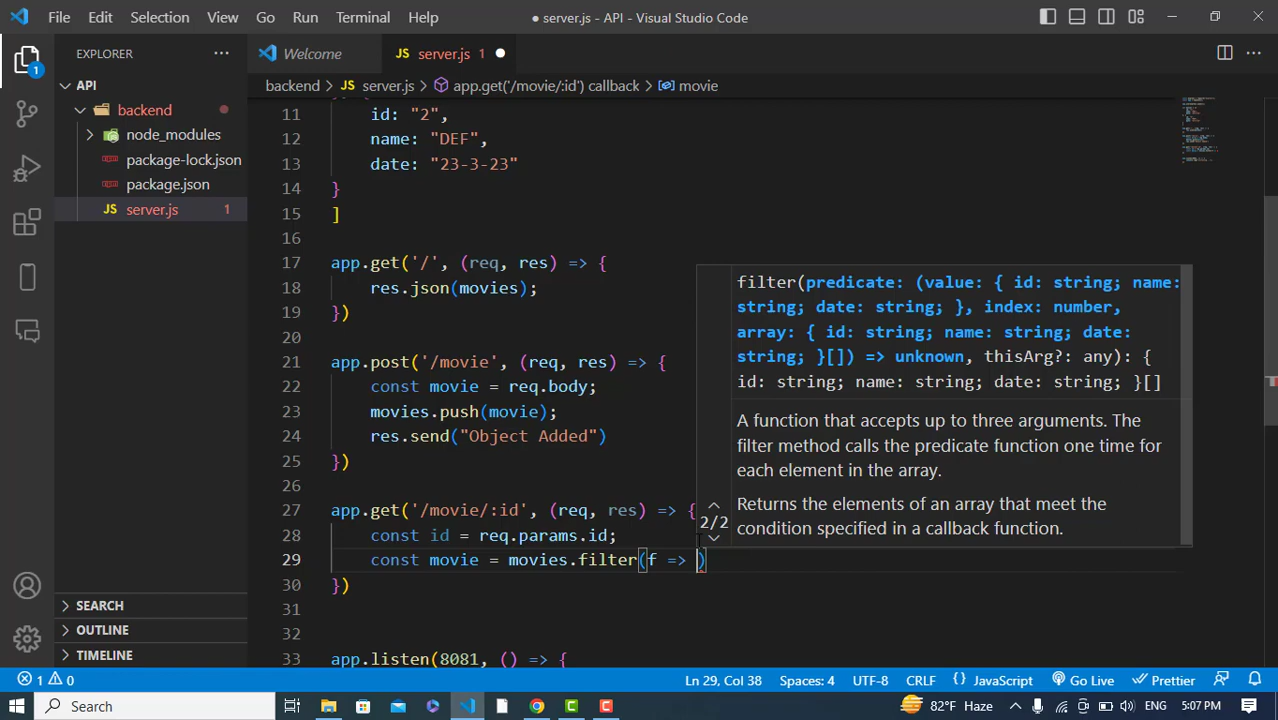 File Edit Selection View Go Run Terminal Help
● server.js - API - Visual Studio Code
EXPLORER
Welcome
JS server.js 1
backend > JS server.js > app.get('/movie/:id') callback > movie
1
API
backend
node_modules
package-lock.json
package.json
JS server.js 1
11 id: "2",
12 name: "DEF",
13 date: "23-3-23"
14 }
15 ]
16
17 app.get('/', (req, res) => {
18 res.json(movies);
19 })
20
21 app.post('/movie', (req, res) => {
22 const movie = req.body;
23 movies.push(movie);
24 res.send("Object Added")
25 })
26
27 app.get('/movie/:id', (req, res) => {
28 const id = req.params.id;
29 const movie = movies.filter(f => )
30 })
31
32
33 app.listen(8081, () => {
filter(predicate: (value: { id: string; name:
string; date: string; }, index: number,
array: { id: string; name: string; date:
string; }[]) => unknown, thisArg?: any): {
id: string; name: string; date: string; }[]
A function that accepts up to three arguments. The
filter method calls the predicate function one time for
each element in the array.
Returns the elements of an array that meet the
condition specified in a callback function.
2/2
SEARCH
OUTLINE
TIMELINE
1 0
Ln 29, Col 38 Spaces: 4 UTF-8 CRLF {} JavaScript Go Live Prettier
Search
82°F Haze ENG 5:07 PM